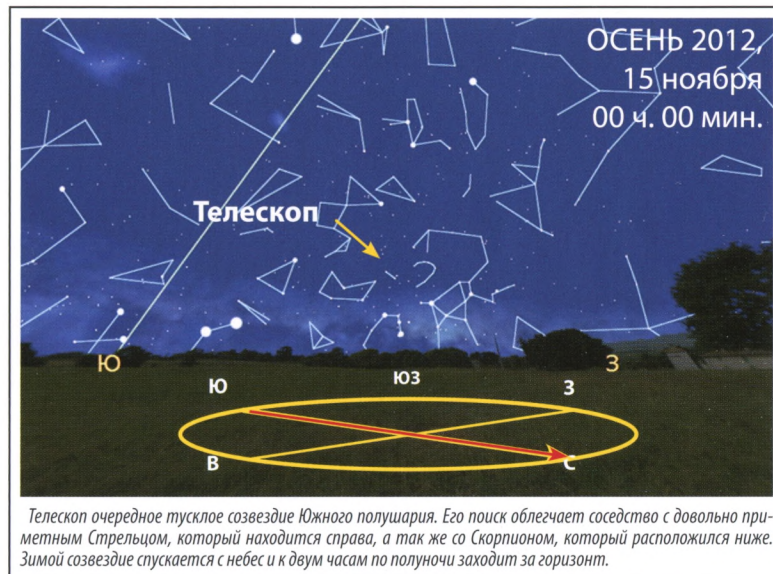 ОСЕНЬ 2012,
15 ноября
00 ч. 00 мин.
Телескоп
Ю
З
Ю
ЮЗ
З
В
С
Телескоп очередное тусклое созвездие Южного полушария. Его поиск облегчает соседство с довольно при-
метным Стрельцом, который находится справа, а так же со Скорпионом, который расположился ниже.
Зимой созвездие спускается с небес и к двум часам по полуночи заходит за горизонт.